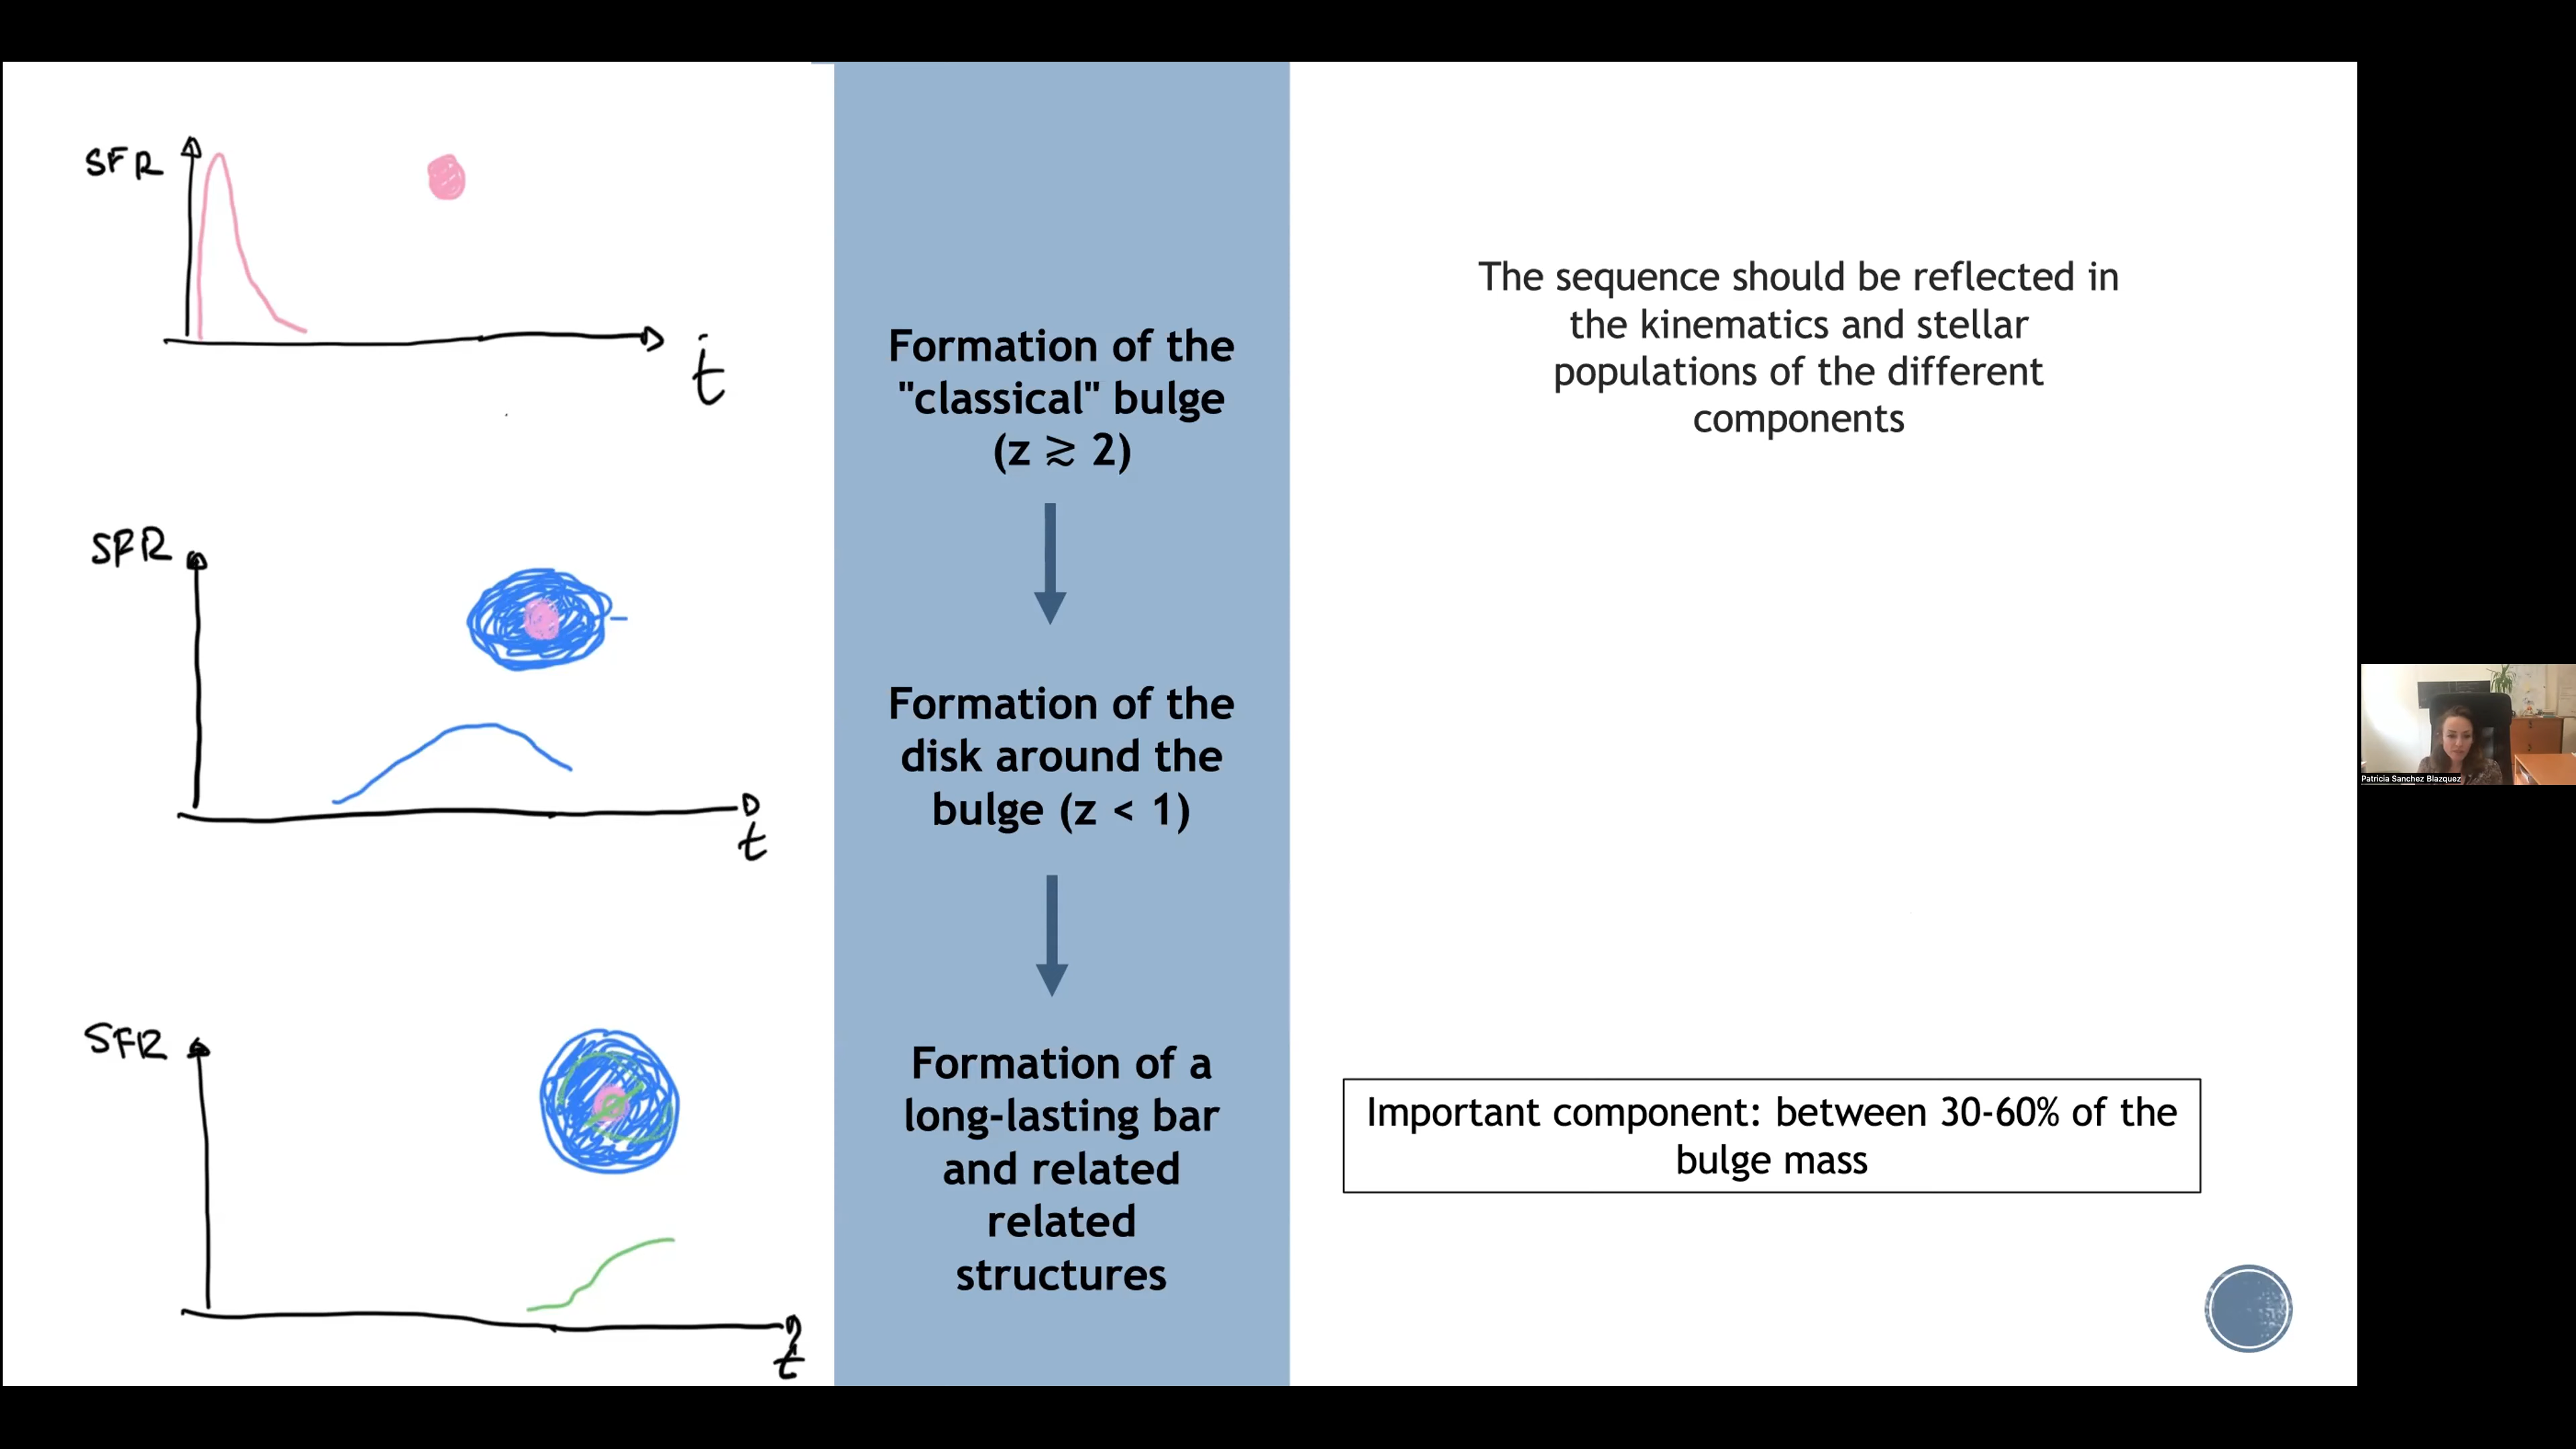 SFR
t
SFR
t
SFR
t
Formation of the
"classical" bulge
(z ≳ 2)
Formation of the
disk around the
bulge (z < 1)
Formation of a
long-lasting bar
and related
related
structures
The sequence should be reflected in
the kinematics and stellar
populations of the different
components
Important component: between 30-60% of the
bulge mass
Patricia Sanchez Blazquez